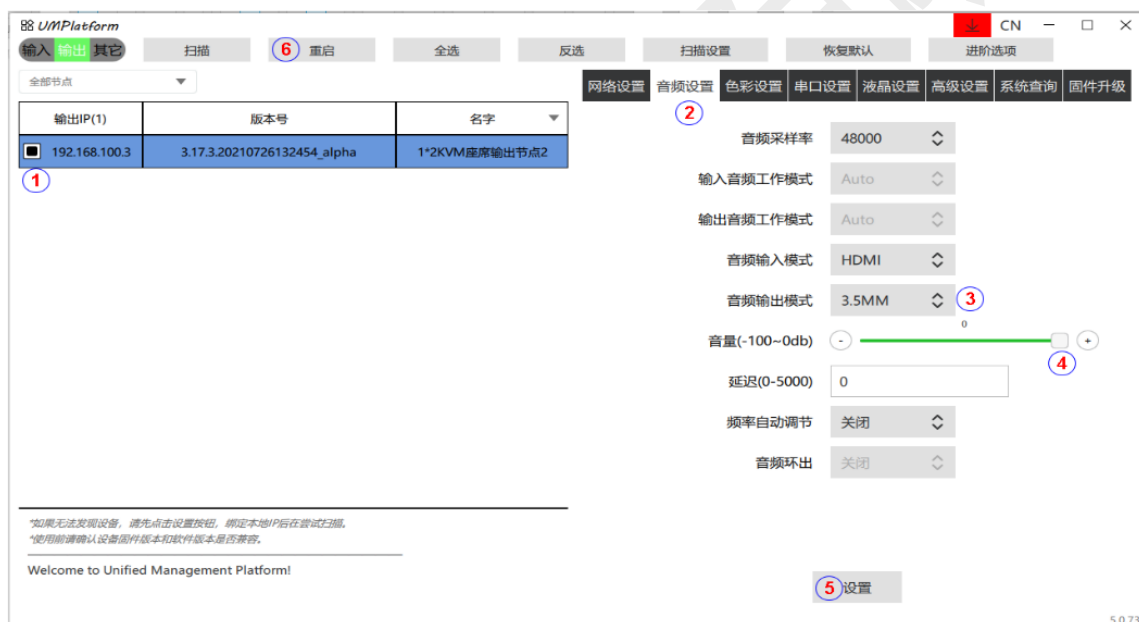 UMPlatform
CN
输入 输出 其它 扫描 ⑥ 重启 全选 反选 扫描设置 恢复默认 进阶选项
全部节点
网络设置 音频设置 色彩设置 串口设置 液晶设置 高级设置 系统查询 固件升级
②
输出IP(1) 版本号 名字
192.168.100.3 3.17.3.20210726132454_alpha 1*2KVM座席输出节点2
①
音频采样率 48000
输入音频工作模式 Auto
输出音频工作模式 Auto
音频输入模式 HDMI
音频输出模式 3.5MM ③
0
音量(-100~0db) - +
④
延迟(0-5000) 0
频率自动调节 关闭
音频环出 关闭
*如果无法发现设备，请先点击设置按钮，绑定本地IP后在尝试扫描。
*使用前请确认设备固件版本和软件版本是否兼容。
Welcome to Unified Management Platform!
⑤ 设置
5.0.73